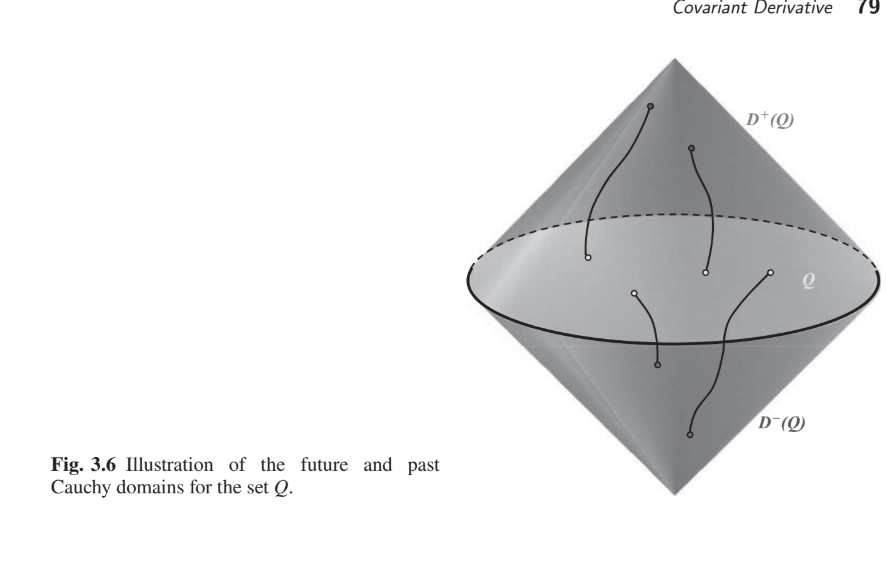 Covariant Derivative 79
D⁺(Q)
Q
D⁻(Q)
Fig. 3.6 Illustration of the future and past
Cauchy domains for the set Q.